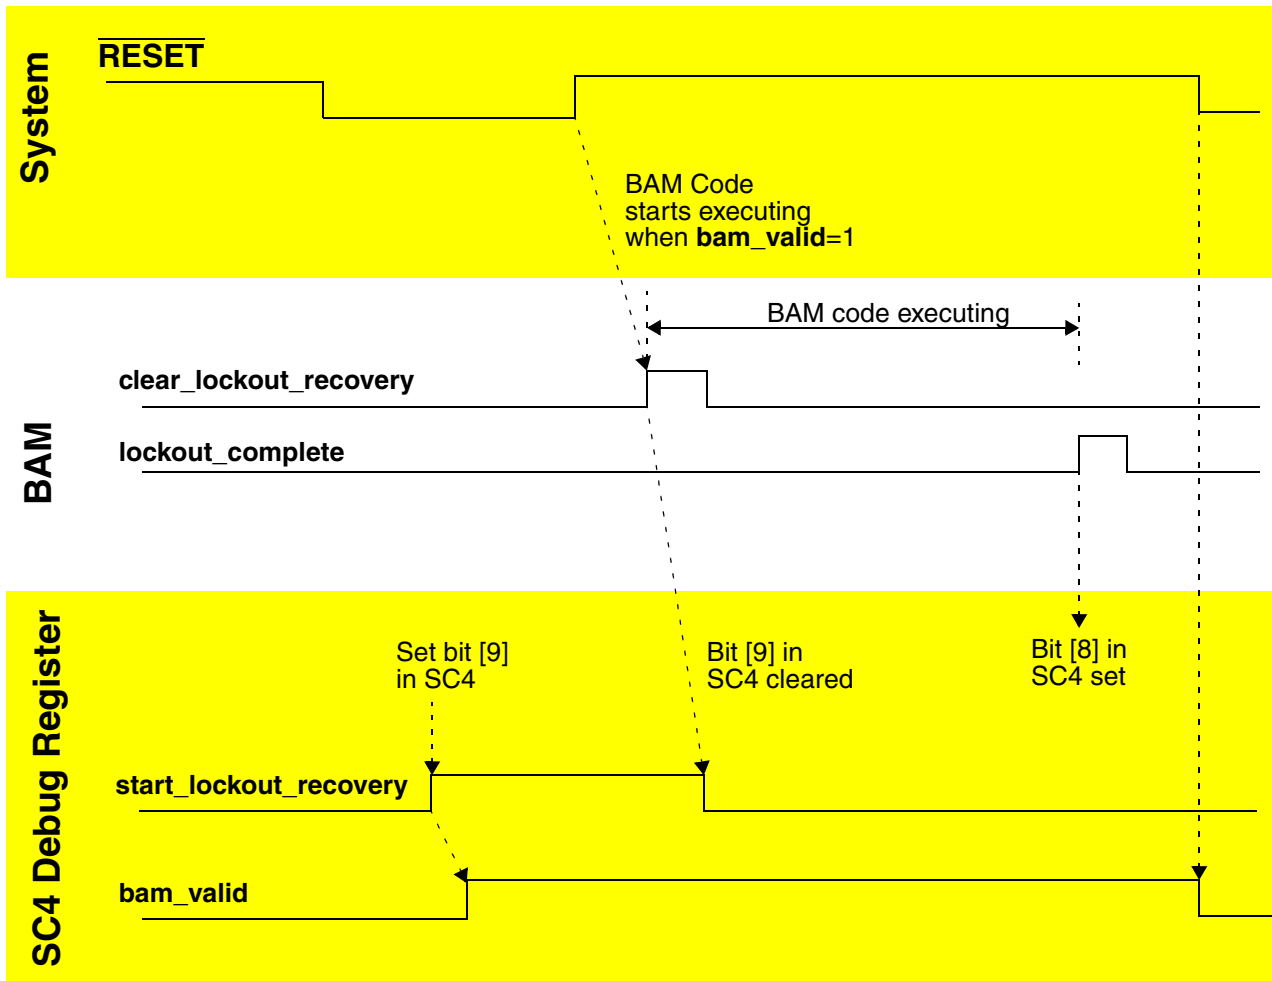 System
RESET
BAM Code
starts executing
when bam_valid=1
BAM
BAM code executing
clear_lockout_recovery
lockout_complete
SC4 Debug Register
Set bit [9]
in SC4
Bit [9] in
SC4 cleared
Bit [8] in
SC4 set
start_lockout_recovery
bam_valid